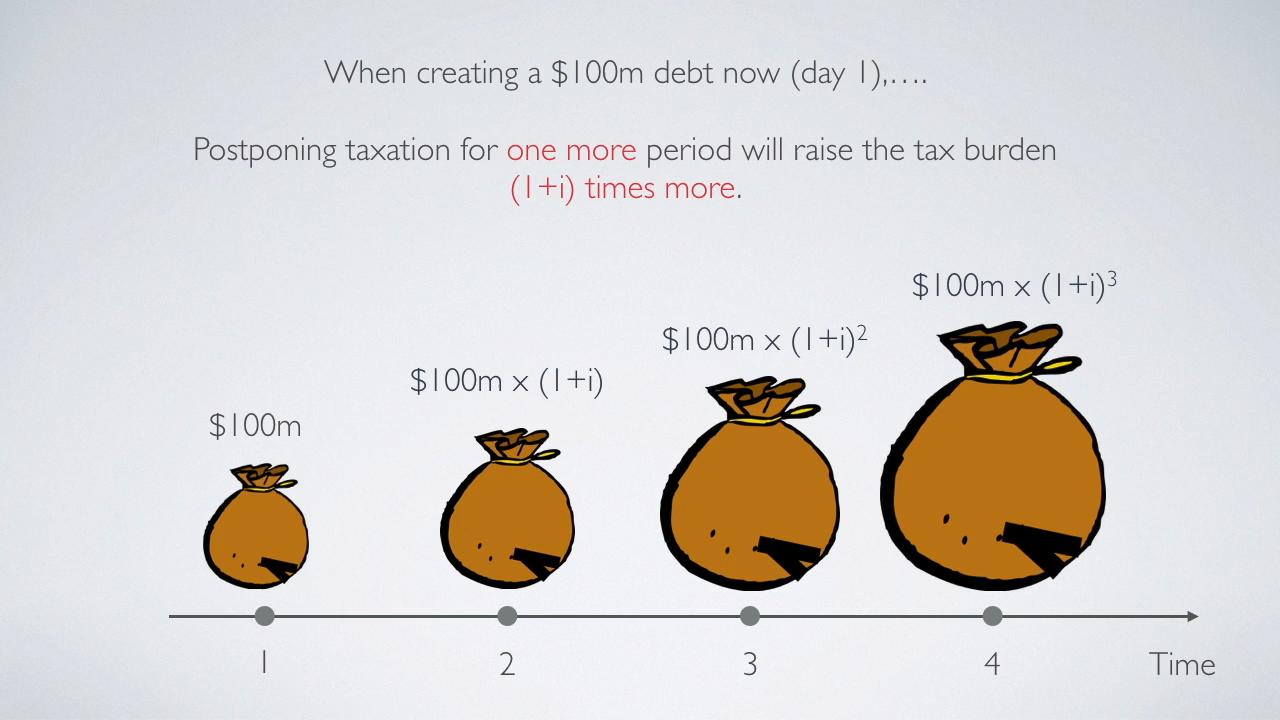 When creating a $100m debt now (day 1),....
Postponing taxation for one more period will raise the tax burden
(1+i) times more.
$100m x (1+i)³
$100m x (1+i)²
$100m x (1+i)
$100m
1 2 3 4 Time